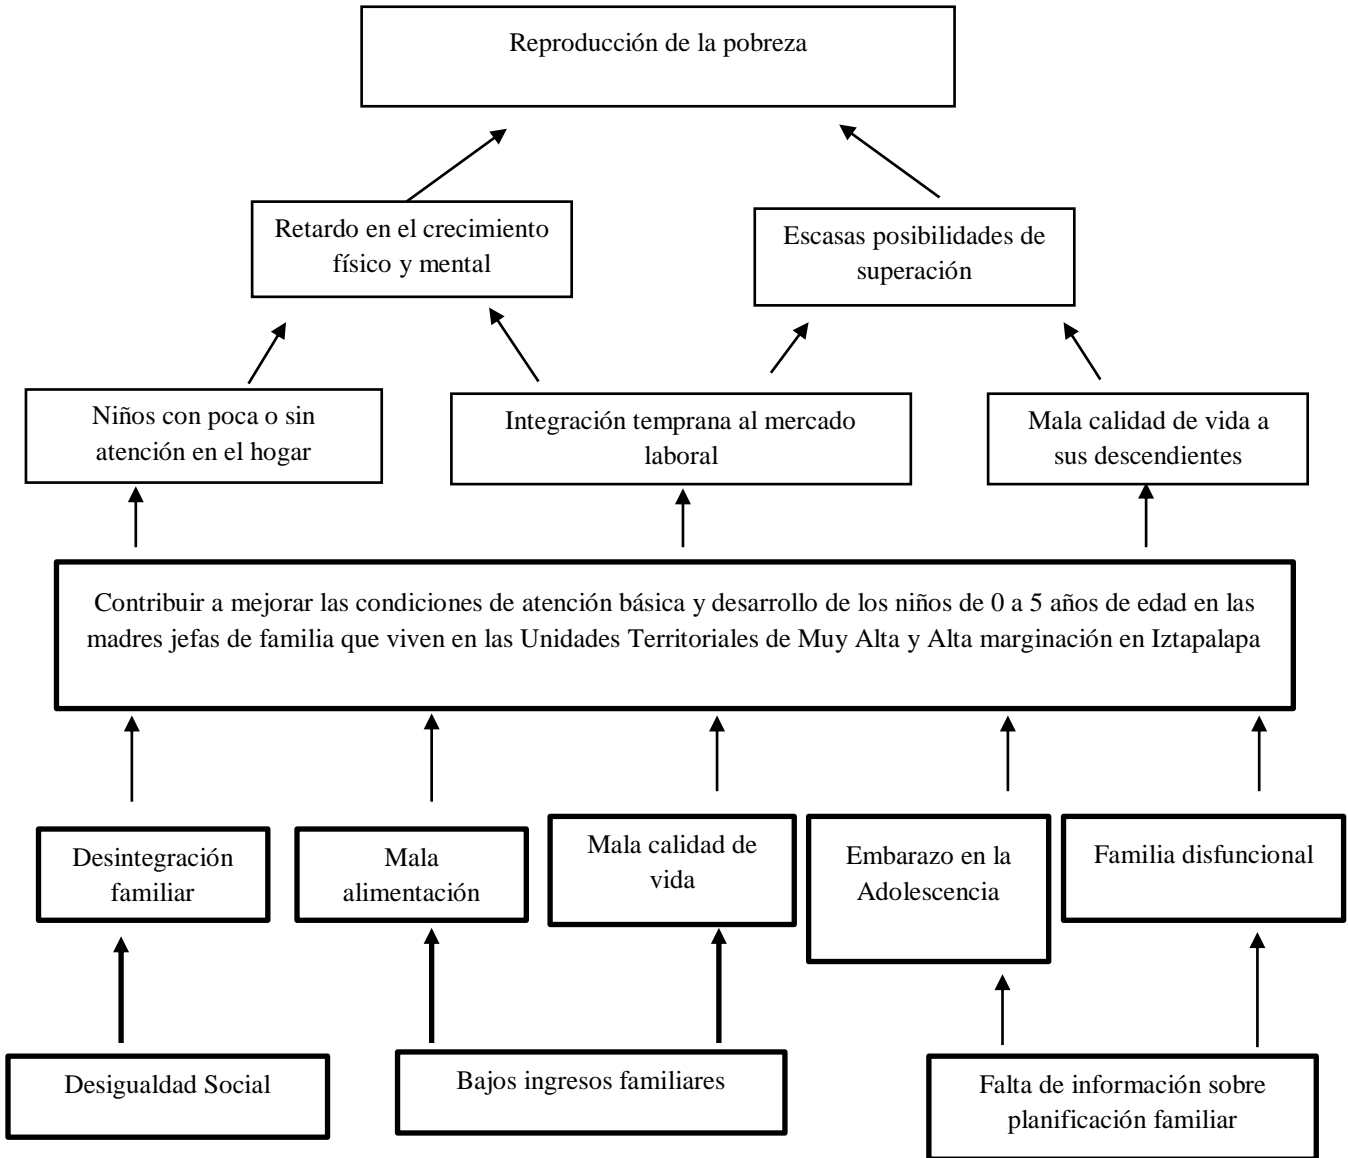 Reproducción de la pobreza
Retardo en el crecimiento
físico y mental
Escasas posibilidades de
superación
Niños con poca o sin
atención en el hogar
Integración temprana al mercado
laboral
Mala calidad de vida a
sus descendientes
Contribuir a mejorar las condiciones de atención básica y desarrollo de los niños de 0 a 5 años de edad en las
madres jefas de familia que viven en las Unidades Territoriales de Muy Alta y Alta marginación en Iztapalapa
Desintegración
familiar
Mala
alimentación
Mala calidad de
vida
Embarazo en la
Adolescencia
Familia disfuncional
Desigualdad Social
Bajos ingresos familiares
Falta de información sobre
planificación familiar